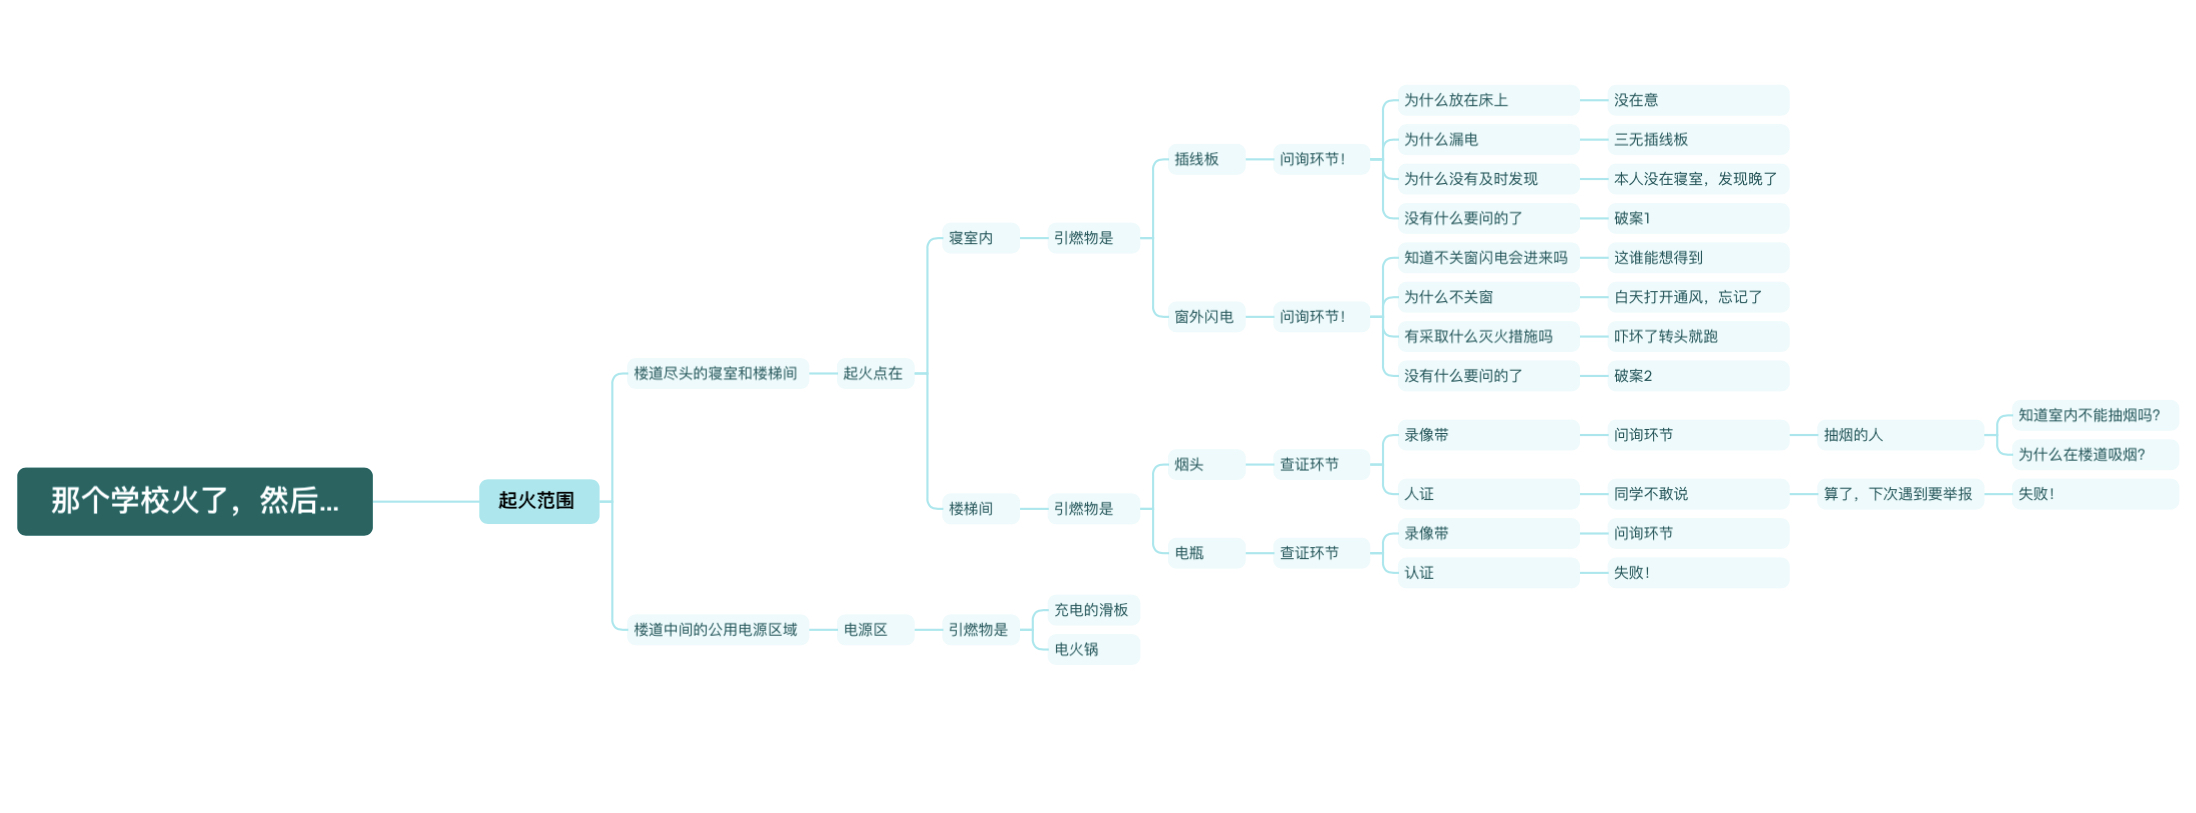 那个学校火了，然后...
起火范围
楼道尽头的寝室和楼梯间
起火点在
寝室内
引燃物是
插线板
问询环节！
为什么放在床上
没在意
为什么漏电
三无插线板
为什么没有及时发现
本人没在寝室，发现晚了
没有什么要问的了
破案1
窗外闪电
问询环节！
知道不关窗闪电会进来吗
这谁能想得到
为什么不关窗
白天打开通风，忘记了
有采取什么灭火措施吗
吓坏了转头就跑
没有什么要问的了
破案2
楼梯间
引燃物是
烟头
查证环节
录像带
问询环节
抽烟的人
知道室内不能抽烟吗？
为什么在楼道吸烟？
人证
同学不敢说
算了，下次遇到要举报
失败！
电瓶
查证环节
录像带
问询环节
认证
失败！
楼道中间的公用电源区域
电源区
引燃物是
充电的滑板
电火锅